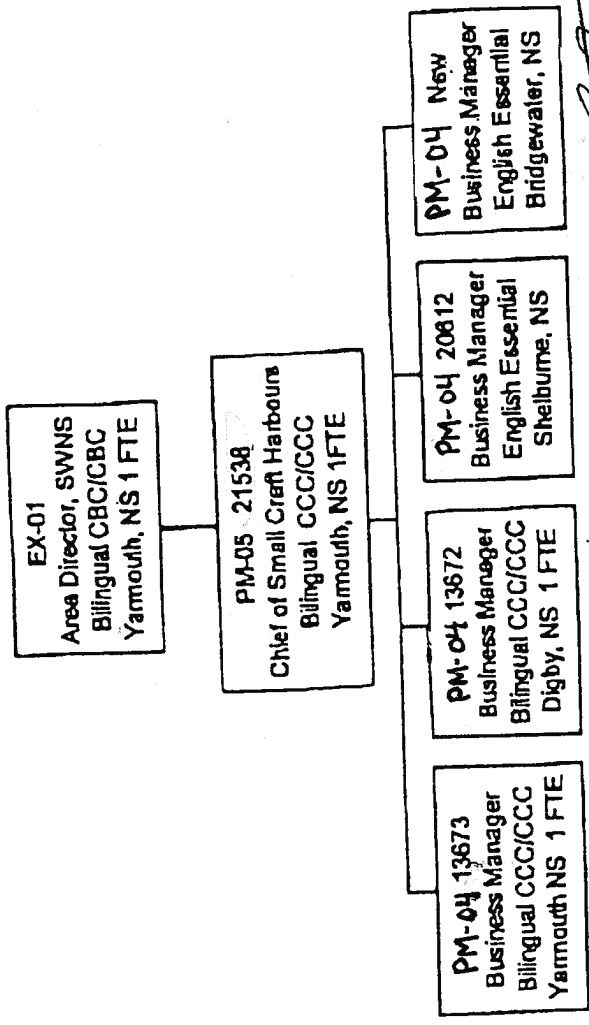 EX-01
Area Director, SWNS
Bilingual CBC/CBC
Yarmouth, NS 1 FTE
PM-05 21538
Chief of Small Craft Harbours
Bilingual CCC/CCC
Yarmouth, NS 1FTE
PM-04 13673
Business Manager
Bilingual CCC/CCC
Yarmouth NS 1 FTE
PM-04 13672
Business Manager
Bilingual CCC/CCC
Digby, NS 1 FTE
PM-04 20812
Business Manager
English Essential
Shelburne, NS
PM-04 New
Business Manager
English Essential
Bridgewater, NS